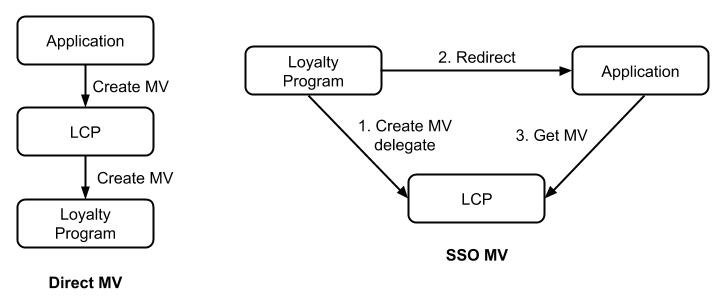 Application
Create MV
LCP
Create MV
Loyalty
Program
Direct MV
Loyalty
Program
2. Redirect
Application
1. Create MV
delegate
3. Get MV
LCP
SSO MV